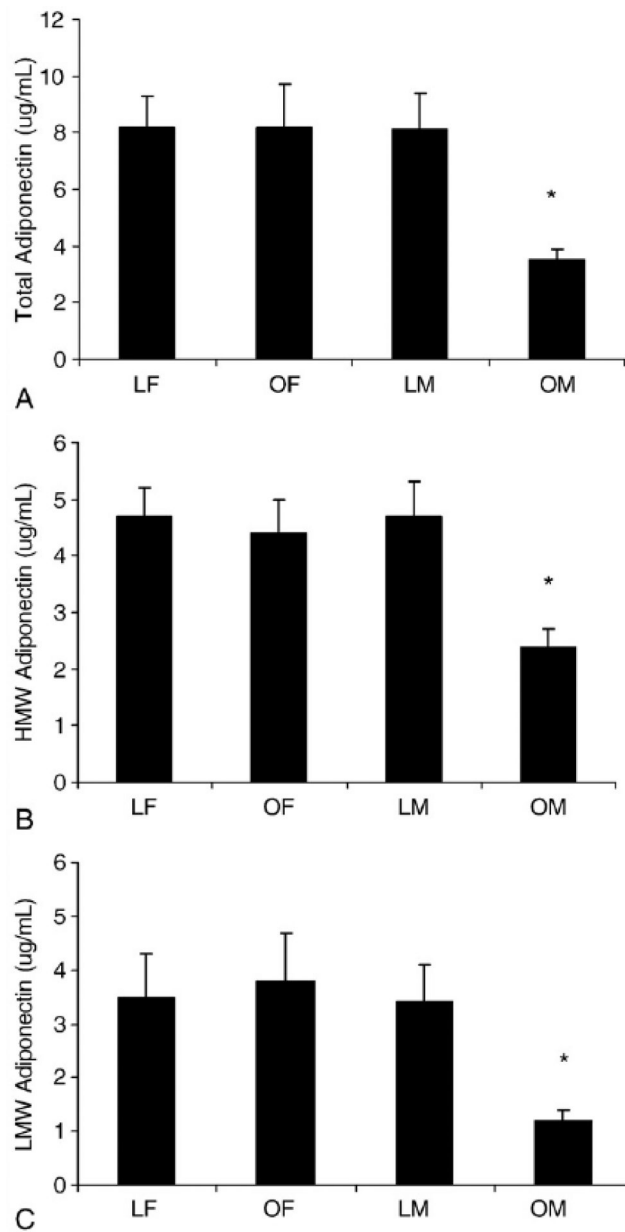 Total Adiponectin (ug/mL)
12
10
8
6
4
2
0
*
LF OF LM OM
A
HMW Adiponectin (ug/mL)
6
5
4
3
2
1
0
*
LF OF LM OM
B
LMW Adiponectin (ug/mL)
6
5
4
3
2
1
0
*
LF OF LM OM
C